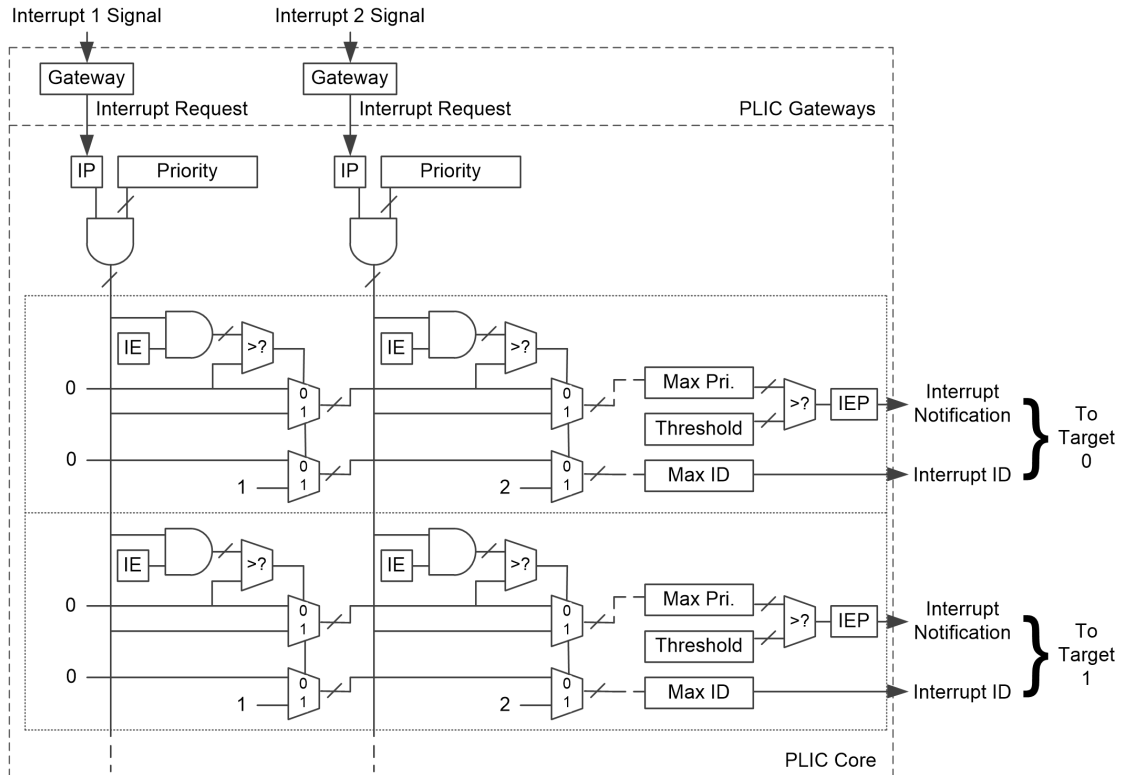 Interrupt 1 Signal
Interrupt 2 Signal
Gateway
Gateway
Interrupt Request
Interrupt Request
PLIC Gateways
IP
Priority
IP
Priority
IE
>?
IE
>?
0
0
1
0
1
Max Pri.
>?
IEP
Interrupt
Notification
Threshold
0
0
1
1
2
0
1
Max ID
Interrupt ID
}
To
Target
0
IE
>?
IE
>?
0
0
1
0
1
Max Pri.
>?
IEP
Interrupt
Notification
Threshold
0
0
1
1
2
0
1
Max ID
Interrupt ID
}
To
Target
1
PLIC Core